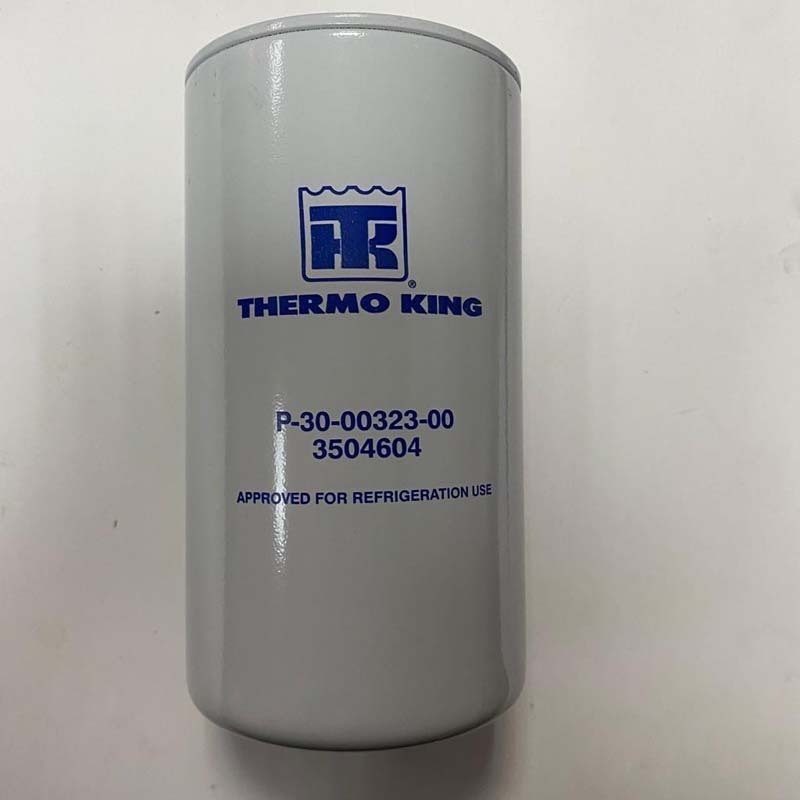 TK
®
THERMO KING
P-30-00323-00
3504604
APPROVED FOR REFRIGERATION USE